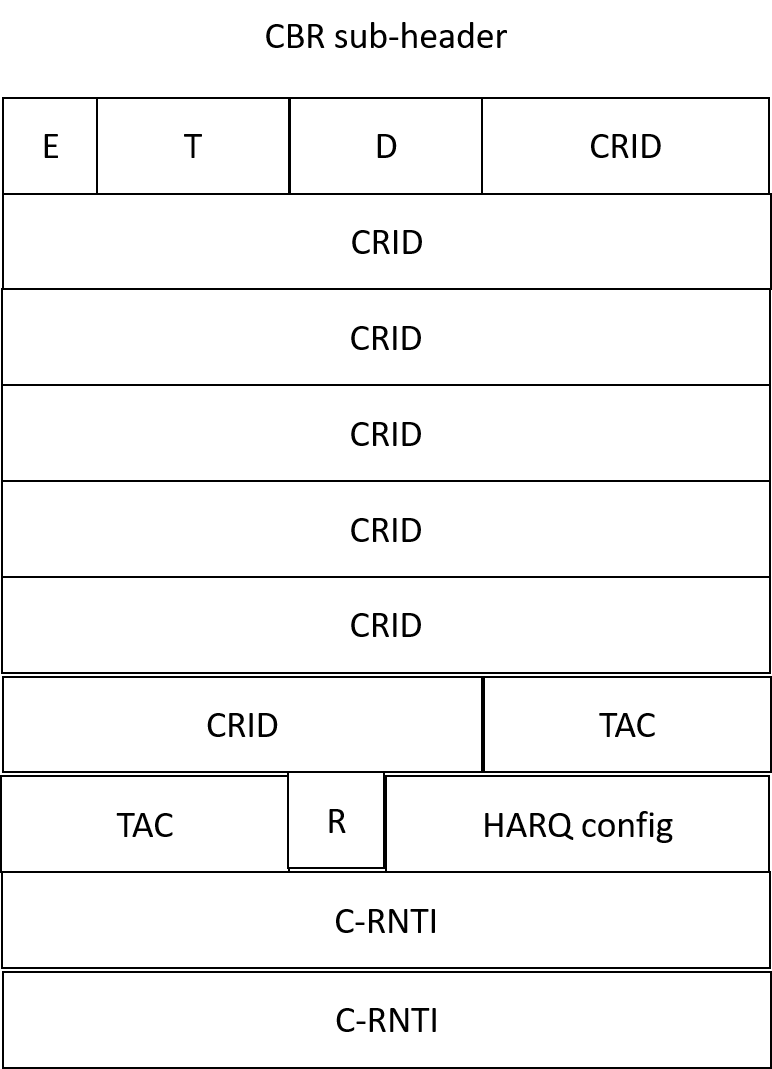 CBR sub-header
E T D CRID
CRID
CRID
CRID
CRID
CRID
CRID TAC
TAC R HARQ config
C-RNTI
C-RNTI